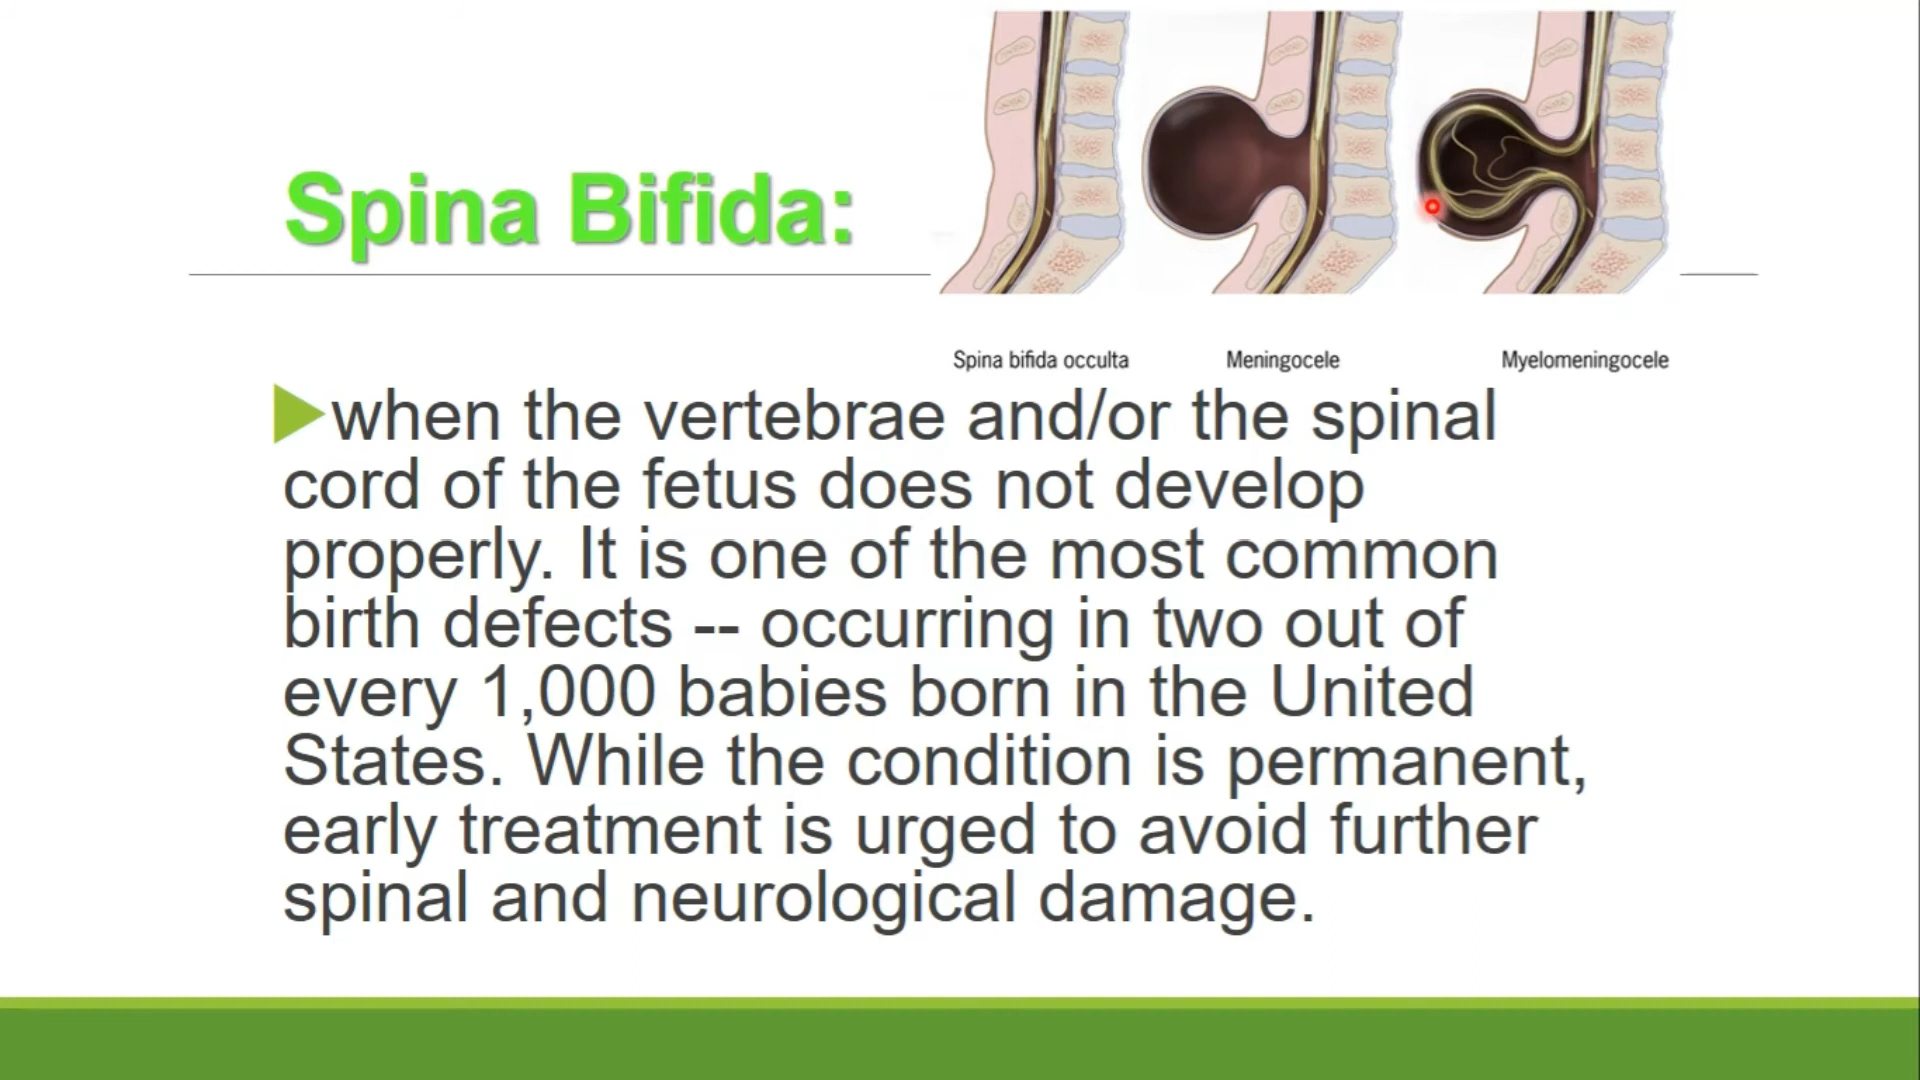 Spina Bifida:
Spina bifida occulta
Meningocele
Myelomeningocele
when the vertebrae and/or the spinal
cord of the fetus does not develop
properly. It is one of the most common
birth defects -- occurring in two out of
every 1,000 babies born in the United
States. While the condition is permanent,
early treatment is urged to avoid further
spinal and neurological damage.